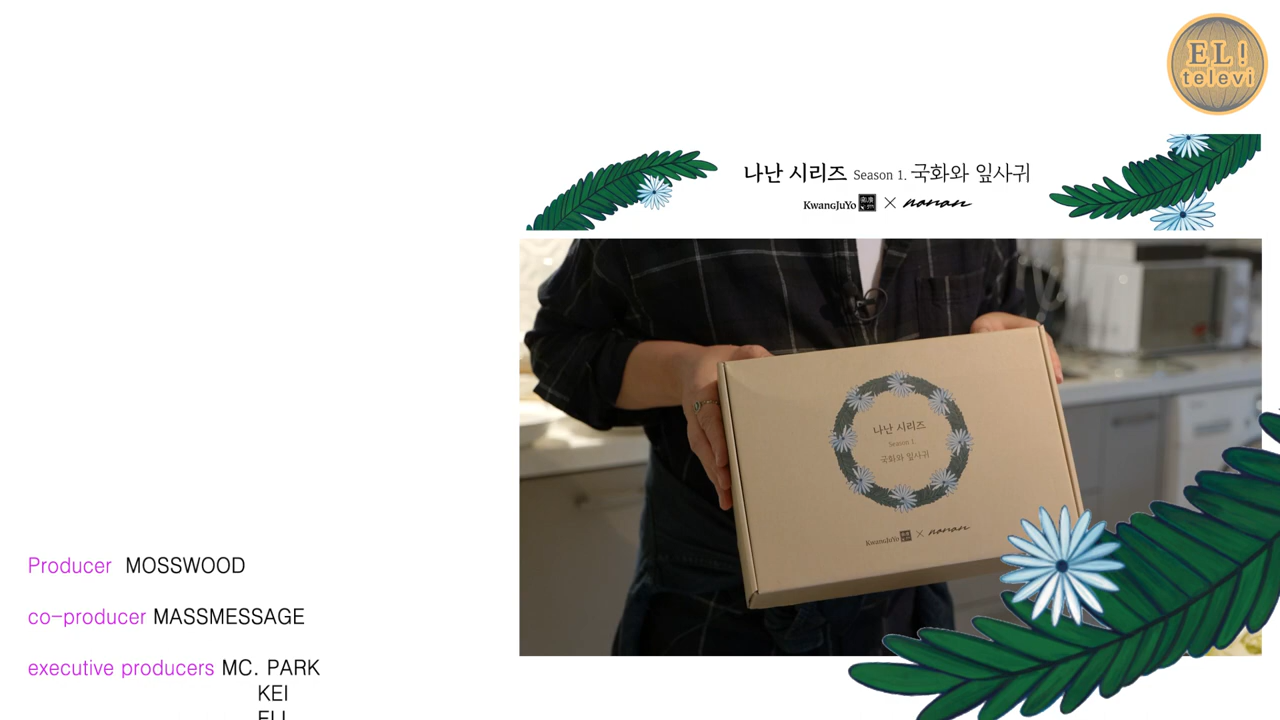 EL!
televi
나난 시리즈 Season 1. 국화와 잎사귀
KwangJuYo × nanan
나난 시리즈
Season 1.
국화와 잎사귀
KwangJuYo × nanan
Producer MOSSWOOD
co-producer MASSMESSAGE
executive producers MC. PARK
KEI